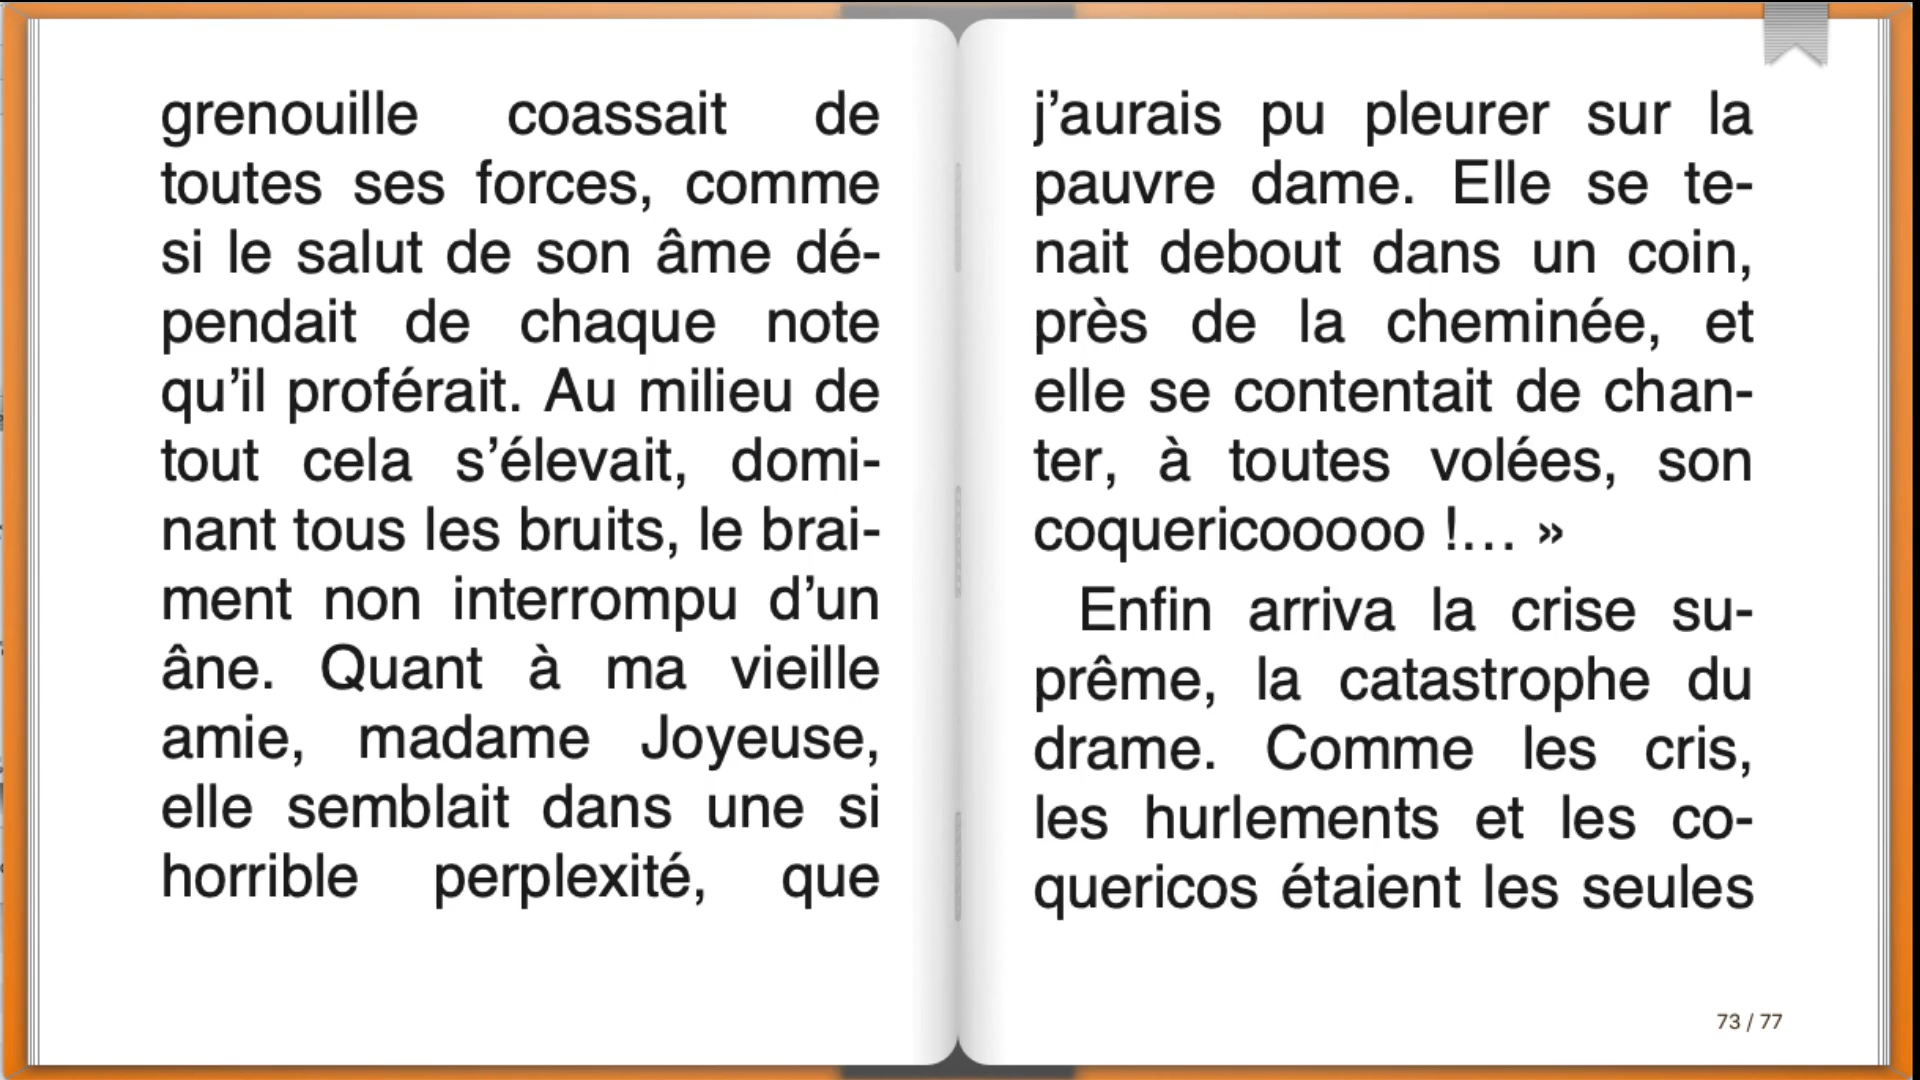 grenouille coassait de
toutes ses forces, comme
si le salut de son âme dé-
pendait de chaque note
qu’il proférait. Au milieu de
tout cela s’élevait, domi-
nant tous les bruits, le brai-
ment non interrompu d’un
âne. Quant à ma vieille
amie, madame Joyeuse,
elle semblait dans une si
horrible perplexité, que
j’aurais pu pleurer sur la
pauvre dame. Elle se te-
nait debout dans un coin,
près de la cheminée, et
elle se contentait de chan-
ter, à toutes volées, son
coquericooooo !… »
Enfin arriva la crise su-
prême, la catastrophe du
drame. Comme les cris,
les hurlements et les co-
quericos étaient les seules
73 / 77